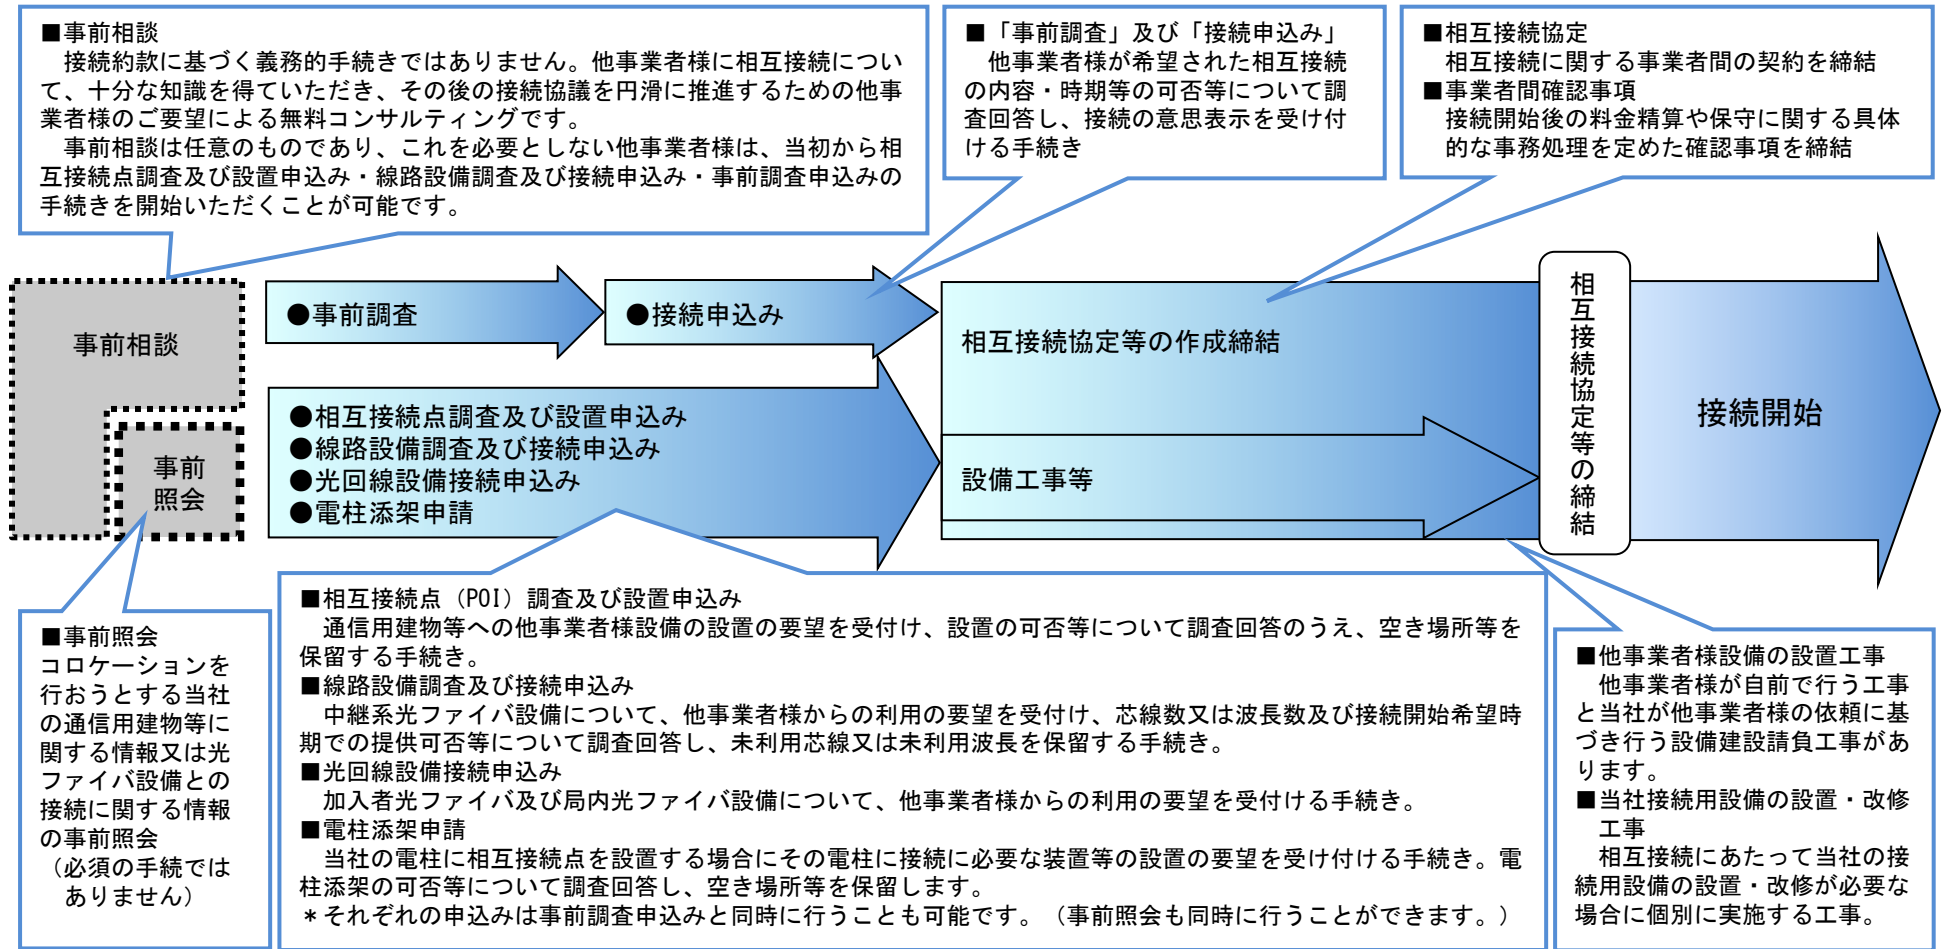 ■事前相談
接続約款に基づく義務的手続きではありません。他事業者様に相互接続につい
て、十分な知識を得ていただき、その後の接続協議を円滑に推進するための他事
業者様のご要望による無料コンサルティングです。
事前相談は任意のものであり、これを必要としない他事業者様は、当初から相
互接続点調査及び設置申込み・線路設備調査及び接続申込み・事前調査申込みの
手続きを開始いただくことが可能です。
■「事前調査」及び「接続申込み」
他事業者様が希望された相互接続
の内容・時期等の可否等について調
査回答し、接続の意思表示を受け付
ける手続き
■相互接続協定
相互接続に関する事業者間の契約を締結
■事業者間確認事項
接続開始後の料金精算や保守に関する具体
的な事務処理を定めた確認事項を締結
事前相談
事前
照会
●事前調査
●接続申込み
●相互接続点調査及び設置申込み
●線路設備調査及び接続申込み
●光回線設備接続申込み
●電柱添架申請
相互接続協定等の作成締結
設備工事等
相互接続協定等の締結
接続開始
■事前照会
コロケーションを
行おうとする当社
の通信用建物等に
関する情報又は光
ファイバ設備との
接続に関する情報
の事前照会
（必須の手続では
ありません）
■相互接続点（POI）調査及び設置申込み
通信用建物等への他事業者様設備の設置の要望を受付け、設置の可否等について調査回答のうえ、空き場所等を
保留する手続き。
■線路設備調査及び接続申込み
中継系光ファイバ設備について、他事業者様からの利用の要望を受付け、芯線数又は波長数及び接続開始希望時
期での提供可否等について調査回答し、未利用芯線又は未利用波長を保留する手続き。
■光回線設備接続申込み
加入者光ファイバ及び局内光ファイバ設備について、他事業者様からの利用の要望を受付ける手続き。
■電柱添架申請
当社の電柱に相互接続点を設置する場合にその電柱に接続に必要な装置等の設置の要望を受け付ける手続き。電
柱添架の可否等について調査回答し、空き場所等を保留します。
＊それぞれの申込みは事前調査申込みと同時に行うことも可能です。（事前照会も同時に行うことができます。）
■他事業者様設備の設置工事
他事業者様が自前で行う工事
と当社が他事業者様の依頼に基
づき行う設備建設請負工事があ
ります。
■当社接続用設備の設置・改修
工事
相互接続にあたって当社の接
続用設備の設置・改修が必要な
場合に個別に実施する工事。